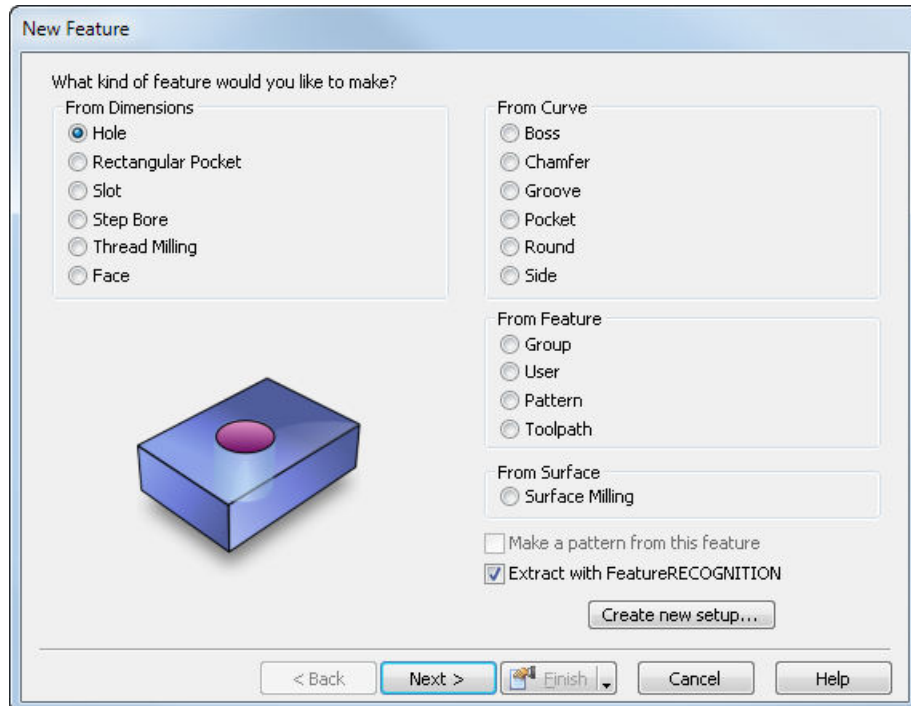 New Feature
What kind of feature would you like to make?
From Dimensions
Hole
Rectangular Pocket
Slot
Step Bore
Thread Milling
Face
From Curve
Boss
Chamfer
Groove
Pocket
Round
Side
From Feature
Group
User
Pattern
Toolpath
From Surface
Surface Milling
Make a pattern from this feature
Extract with FeatureRECOGNITION
Create new setup...
< Back Next > Finish Cancel Help